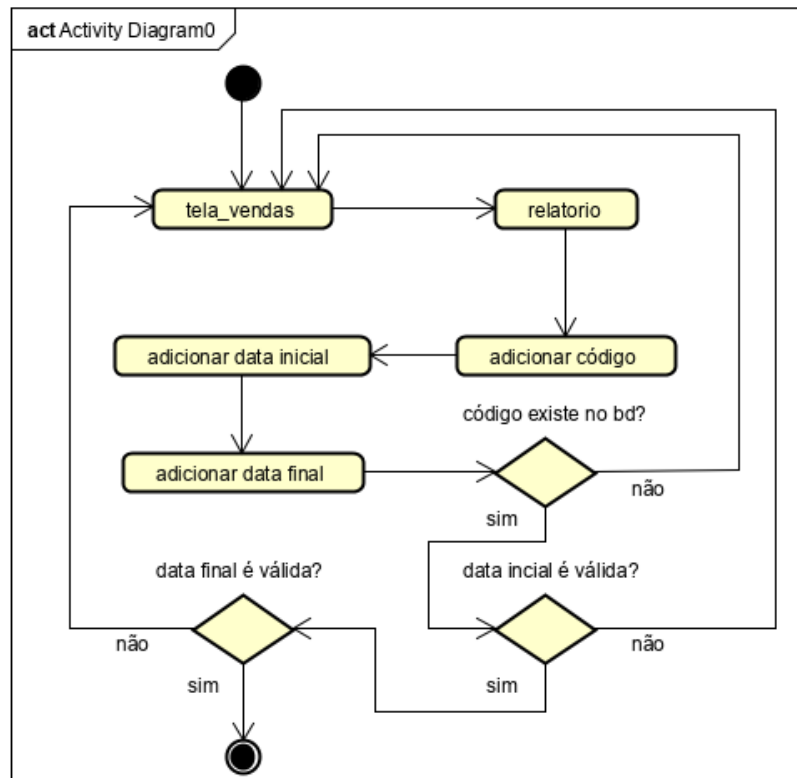 act Activity Diagram0
tela_vendas
relatorio
adicionar data inicial
adicionar código
código existe no bd?
adicionar data final
não
sim
data final é válida?
data incial é válida?
não
não
sim
sim